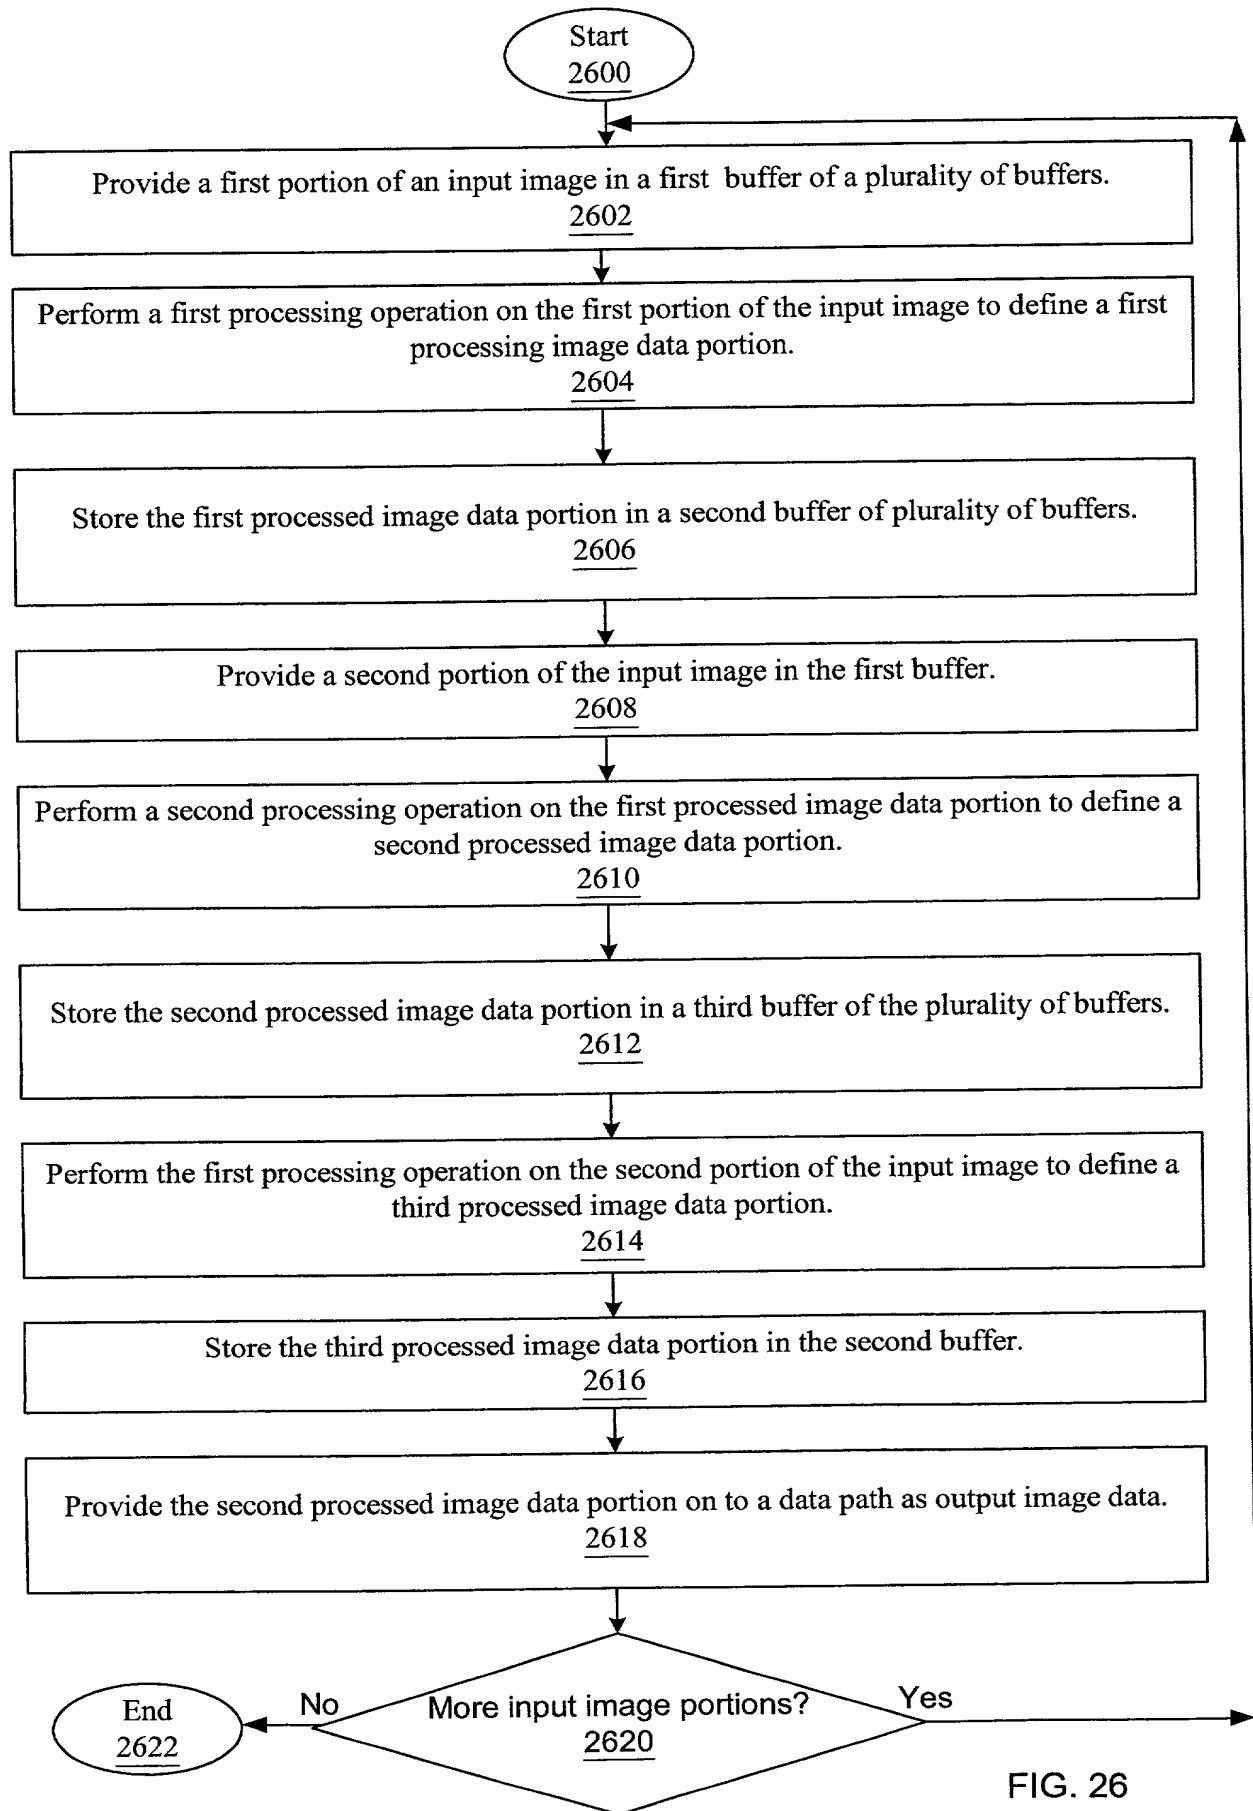 Start
2600
Provide a first portion of an input image in a first buffer of a plurality of buffers.
2602
Perform a first processing operation on the first portion of the input image to define a first
processing image data portion.
2604
Store the first processed image data portion in a second buffer of plurality of buffers.
2606
Provide a second portion of the input image in the first buffer.
2608
Perform a second processing operation on the first processed image data portion to define a
second processed image data portion.
2610
Store the second processed image data portion in a third buffer of the plurality of buffers.
2612
Perform the first processing operation on the second portion of the input image to define a
third processed image data portion.
2614
Store the third processed image data portion in the second buffer.
2616
Provide the second processed image data portion on to a data path as output image data.
2618
End
2622
No
More input image portions?
2620
Yes
FIG. 26